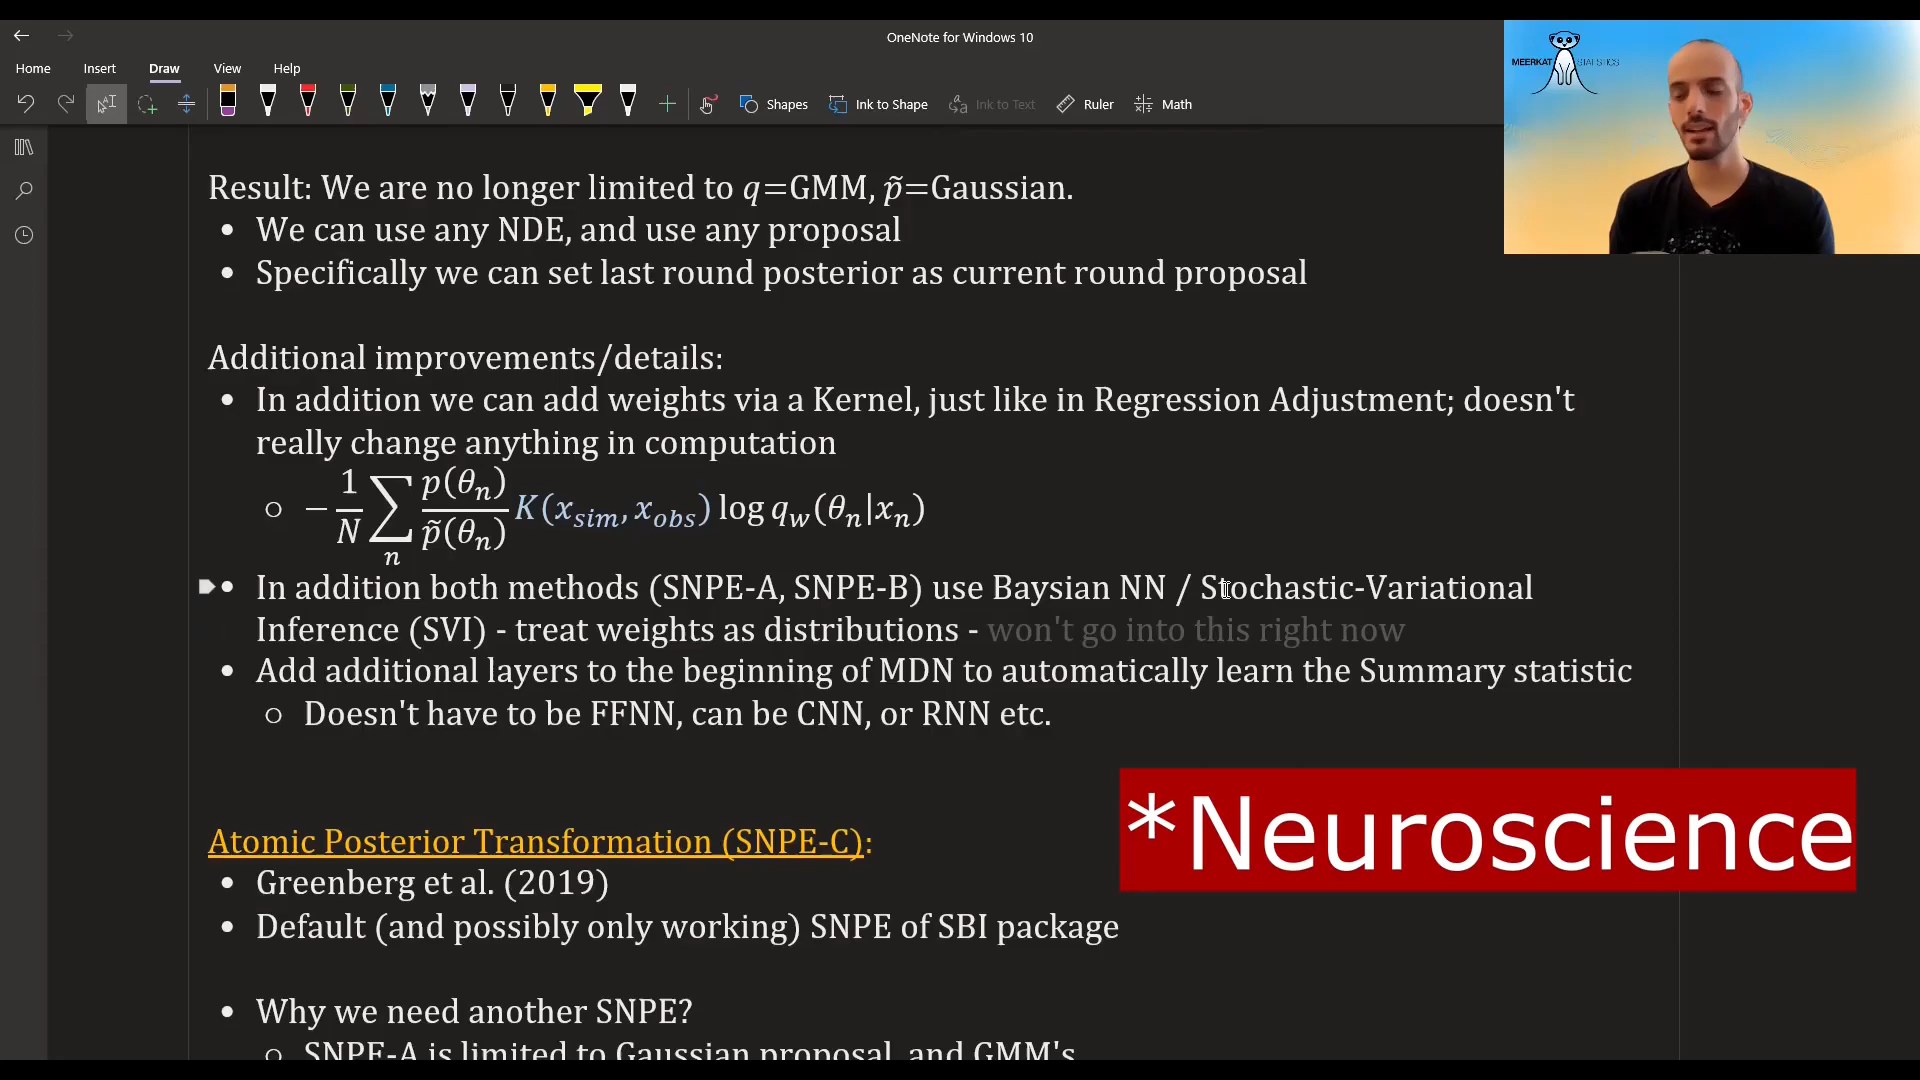 OneNote for Windows 10
Home Insert Draw View Help
Shapes Ink to Shape Ink to Text Ruler Math
MEERKAT STATISTICS
Result: We are no longer limited to q=GMM, p̃=Gaussian.
• We can use any NDE, and use any proposal
• Specifically we can set last round posterior as current round proposal
Additional improvements/details:
• In addition we can add weights via a Kernel, just like in Regression Adjustment; doesn't
really change anything in computation
○ −1/N ∑_n p(θ_n)/p̃(θ_n) K(x_sim, x_obs) log q_w(θ_n|x_n)
• In addition both methods (SNPE-A, SNPE-B) use Baysian NN / Stochastic-Variational
Inference (SVI) - treat weights as distributions - won't go into this right now
• Add additional layers to the beginning of MDN to automatically learn the Summary statistic
○ Doesn't have to be FFNN, can be CNN, or RNN etc.
*Neuroscience
Atomic Posterior Transformation (SNPE-C):
• Greenberg et al. (2019)
• Default (and possibly only working) SNPE of SBI package
• Why we need another SNPE?
○ SNPE-A is limited to Gaussian proposal, and GMM's